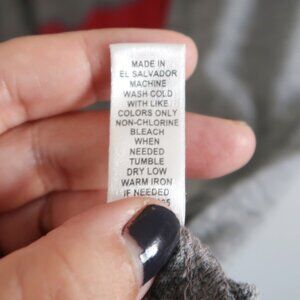 MADE IN
EL SALVADOR
MACHINE
WASH COLD
WITH LIKE
COLORS ONLY
NON-CHLORINE
BLEACH
WHEN
NEEDED
TUMBLE
DRY LOW
WARM IRON
IF NEEDED